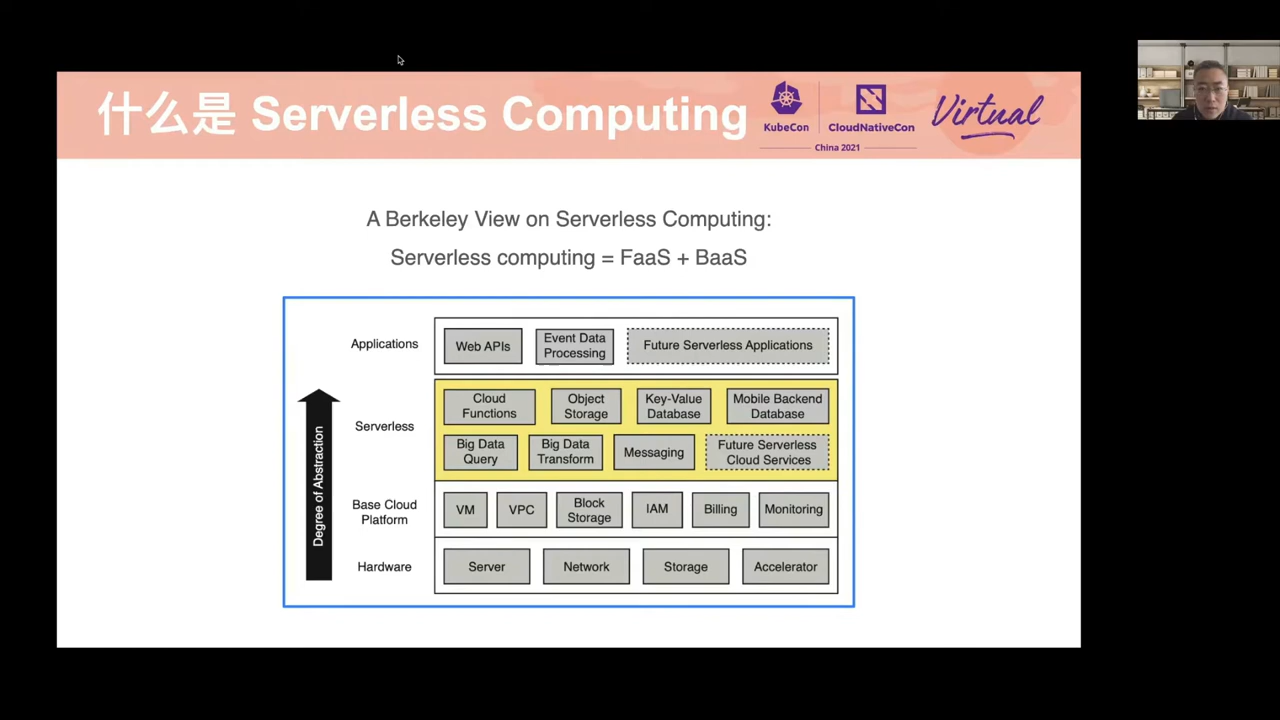 什么是 Serverless Computing
KubeCon
CloudNativeCon
Virtual
China 2021
A Berkeley View on Serverless Computing:
Serverless computing = FaaS + BaaS
Degree of Abstraction
Applications
Web APIs
Event Data
Processing
Future Serverless Applications
Serverless
Cloud
Functions
Object
Storage
Key-Value
Database
Mobile Backend
Database
Big Data
Query
Big Data
Transform
Messaging
Future Serverless
Cloud Services
Base Cloud
Platform
VM
VPC
Block
Storage
IAM
Billing
Monitoring
Hardware
Server
Network
Storage
Accelerator